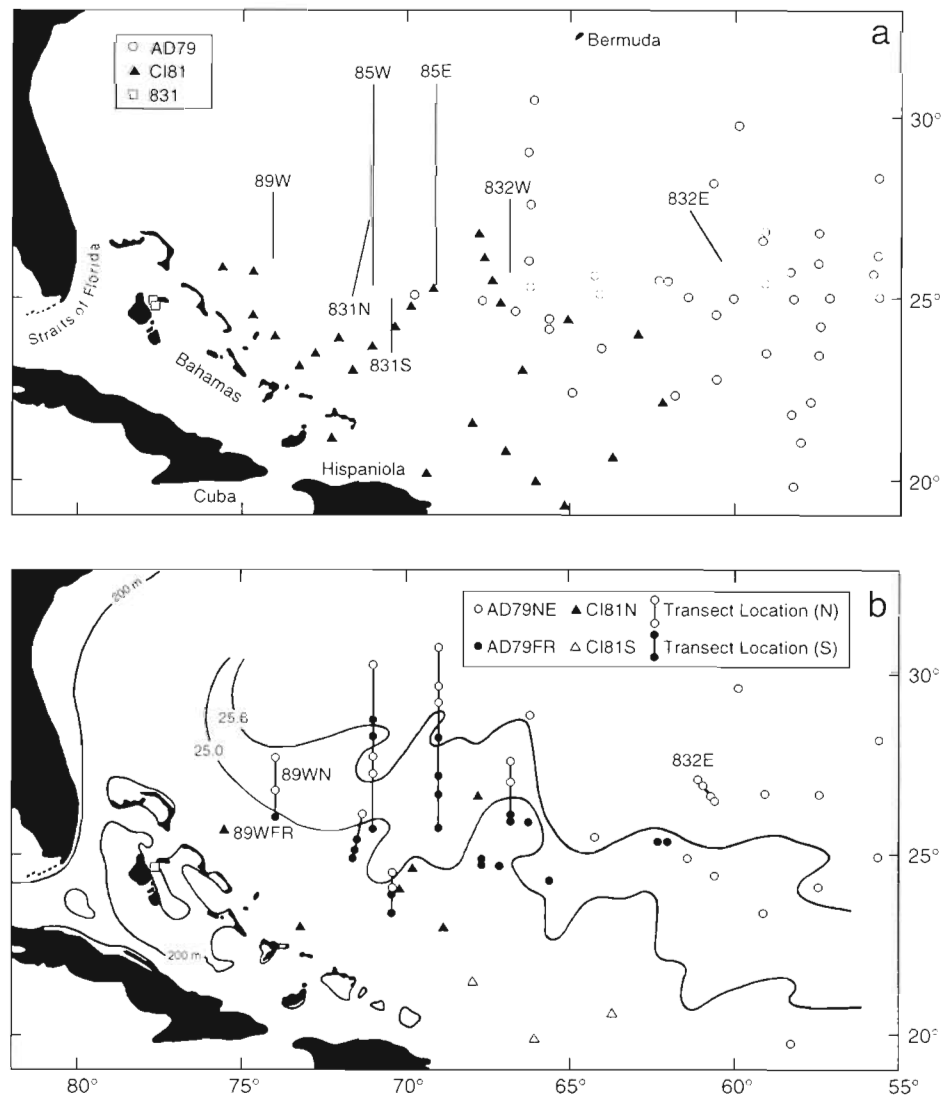 a
○ AD79
▲ CI81
□ 831
Bermuda
85W
85E
89W
832W
832E
831N
831S
Straits of Florida
Bahamas
Hispaniola
Cuba
30°
25°
20°
55°
b
○ AD79NE
▲ CI81N
Transect Location (N)
● AD79FR
△ CI81S
Transect Location (S)
200 m
25.6
25.0
89WN
89WFR
832E
200 m
30°
25°
20°
80°
75°
70°
65°
60°
55°